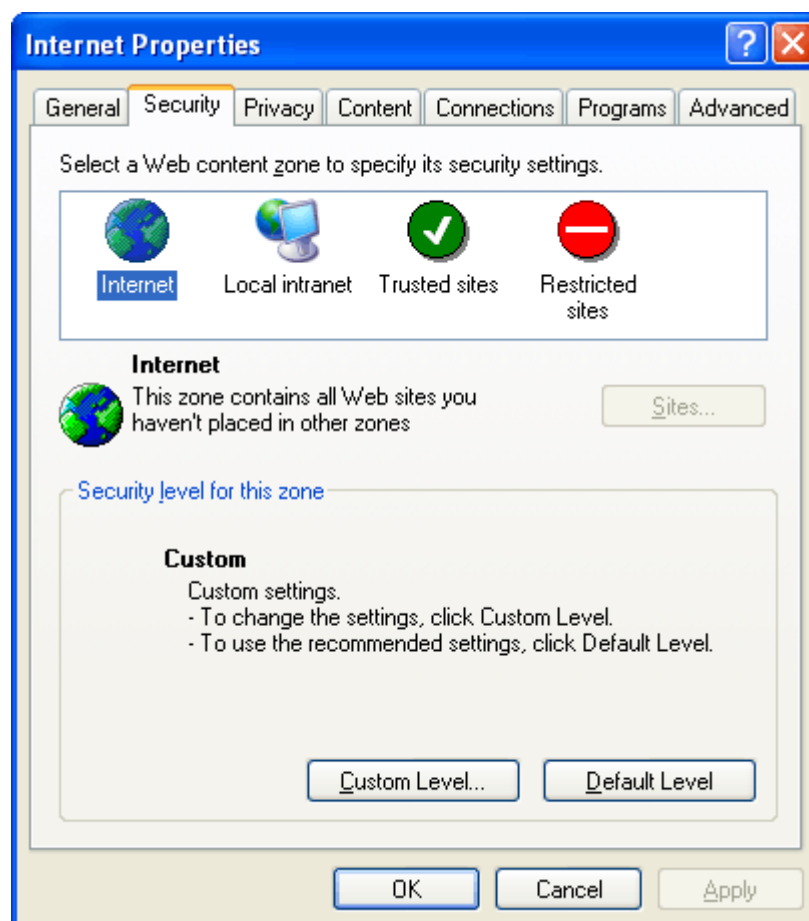 Internet Properties
General Security Privacy Content Connections Programs Advanced
Select a Web content zone to specify its security settings.
Internet Local intranet Trusted sites Restricted sites
Internet
This zone contains all Web sites you
haven't placed in other zones
Sites...
Security level for this zone
Custom
Custom settings.
- To change the settings, click Custom Level.
- To use the recommended settings, click Default Level.
Custom Level... Default Level
OK Cancel Apply